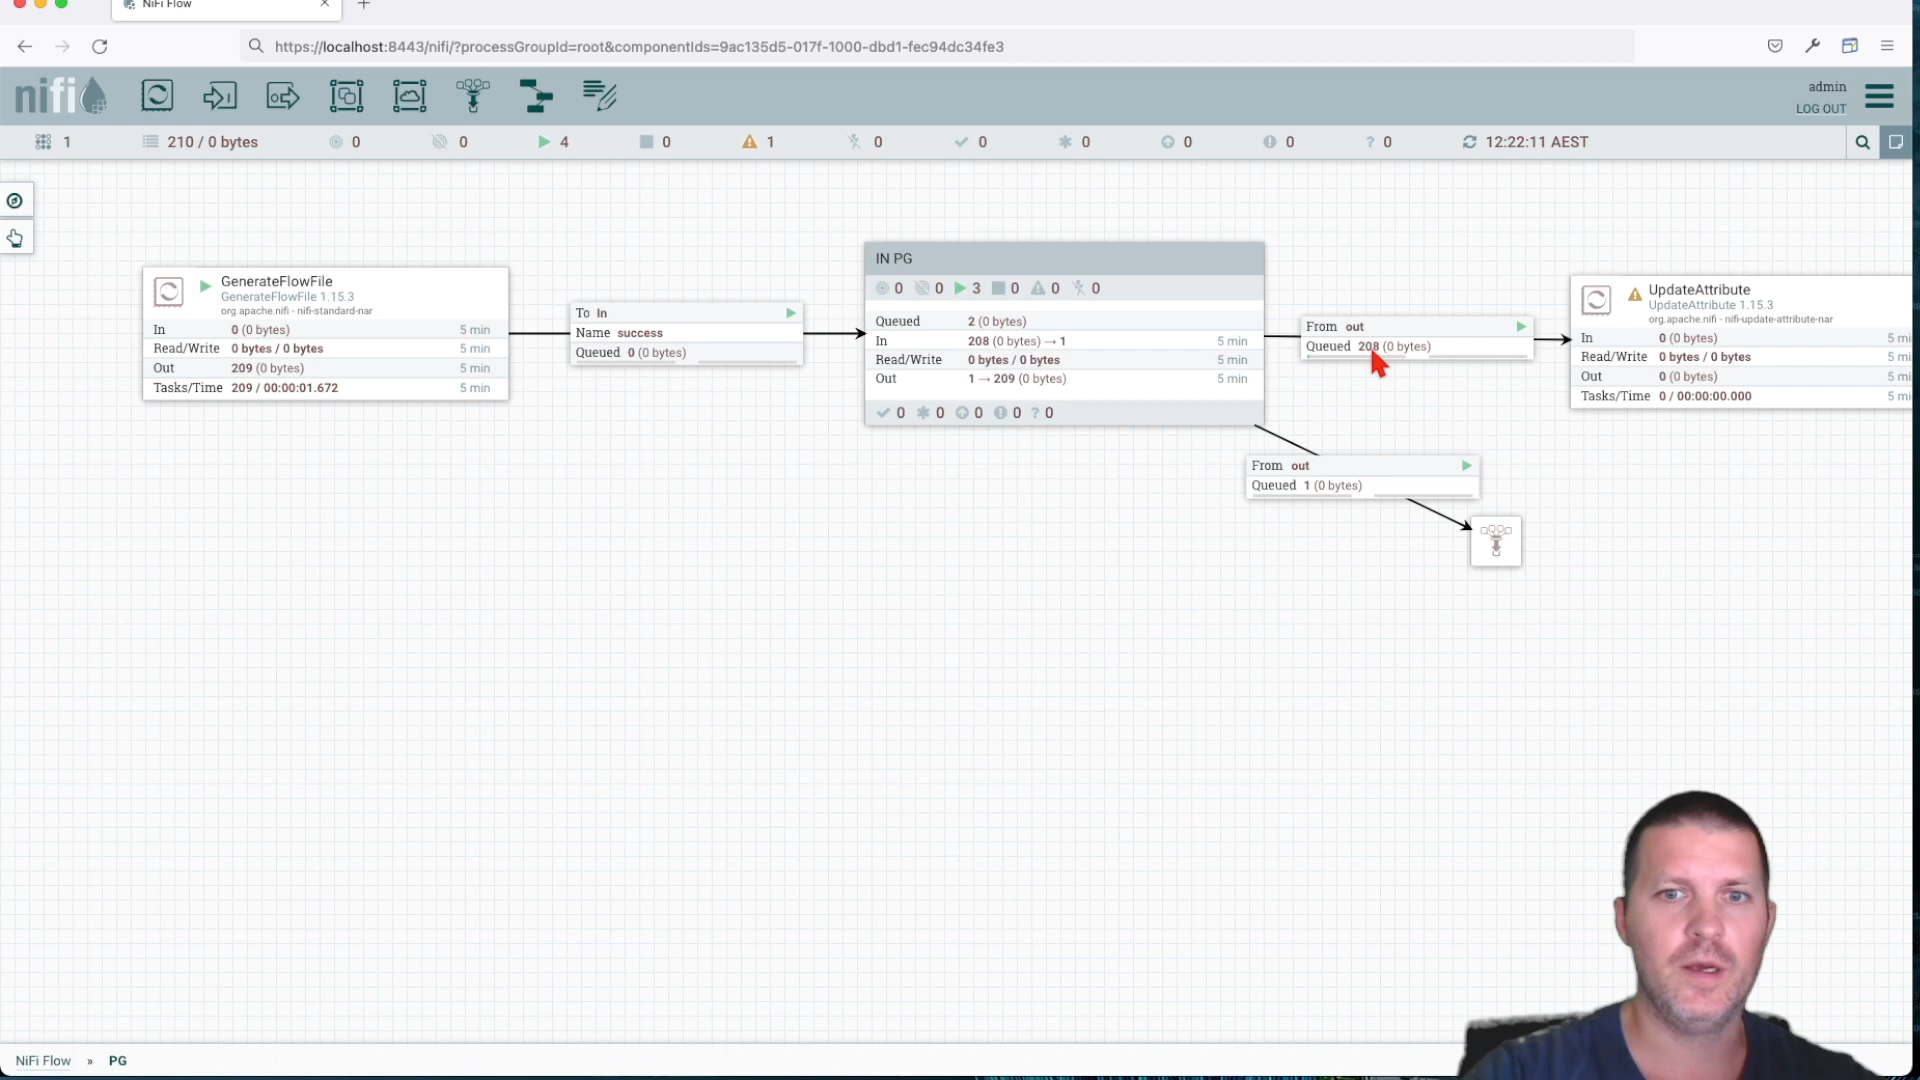 NiFi Flow
https://localhost:8443/nifi/?processGroupId=root&componentIds=9ac135d5-017f-1000-dbd1-fec94dc34fe3
nifi
admin
LOG OUT
1 210 / 0 bytes 0 0 4 0 1 0 0 0 0 0 ? 0 12:22:11 AEST
GenerateFlowFile
GenerateFlowFile 1.15.3
org.apache.nifi - nifi-standard-nar
In 0 (0 bytes) 5 min
Read/Write 0 bytes / 0 bytes 5 min
Out 209 (0 bytes) 5 min
Tasks/Time 209 / 00:00:01.672 5 min
To In
Name success
Queued 0 (0 bytes)
IN PG
0 0 3 0 0 0
Queued 2 (0 bytes)
In 208 (0 bytes) → 1 5 min
Read/Write 0 bytes / 0 bytes 5 min
Out 1 → 209 (0 bytes) 5 min
0 0 0 0 ? 0
From out
Queued 208 (0 bytes)
UpdateAttribute
UpdateAttribute 1.15.3
org.apache.nifi - nifi-update-attribute-nar
In 0 (0 bytes) 5 mi
Read/Write 0 bytes / 0 bytes 5 mi
Out 0 (0 bytes) 5 mi
Tasks/Time 0 / 00:00:00.000 5 mi
From out
Queued 1 (0 bytes)
NiFi Flow » PG